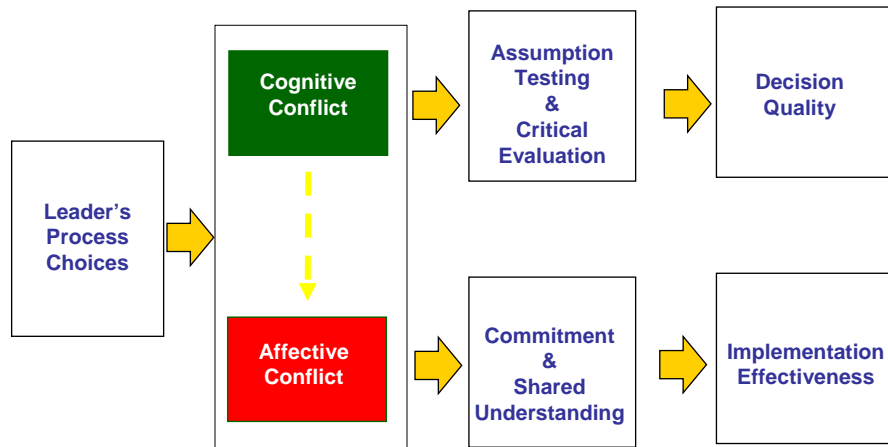 Leader's
Process
Choices
Cognitive
Conflict
Affective
Conflict
Assumption
Testing
&
Critical
Evaluation
Commitment
&
Shared
Understanding
Decision
Quality
Implementation
Effectiveness